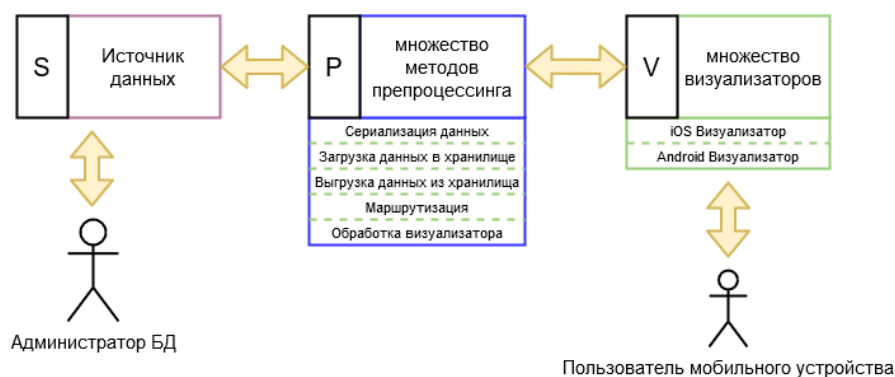 S
Источник
данных
P
множество
методов
препроцессинга
V
множество
визуализаторов
Сериализация данных
Загрузка данных в хранилище
Выгрузка данных из хранилища
Маршрутизация
Обработка визуализатора
iOS Визуализатор
Android Визуализатор
Администратор БД
Пользователь мобильного устройства